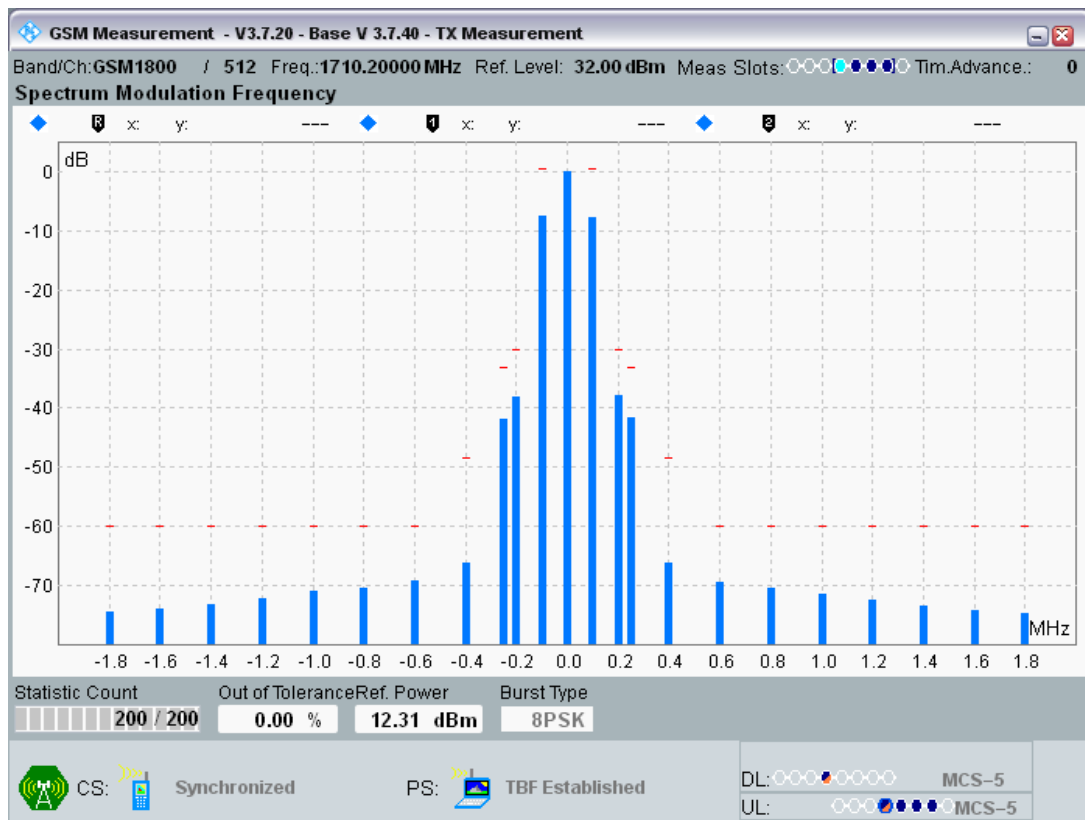 GSM Measurement - V3.7.20 - Base V 3.7.40 - TX Measurement
Band/Ch:GSM1800 / 512 Freq.:1710.20000 MHz Ref. Level: 32.00 dBm Meas Slots: Tim.Advance.: 0
Spectrum Modulation Frequency
R x: y: --- 1 x: y: --- 2 x: y: ---
dB
0
-10
-20
-30
-40
-50
-60
-70
MHz
-1.8 -1.6 -1.4 -1.2 -1.0 -0.8 -0.6 -0.4 -0.2 0.0 0.2 0.4 0.6 0.8 1.0 1.2 1.4 1.6 1.8
Statistic Count Out of Tolerance Ref. Power Burst Type
200 / 200 0.00 % 12.31 dBm 8PSK
CS: Synchronized PS: TBF Established
DL: MCS-5
UL: MCS-5